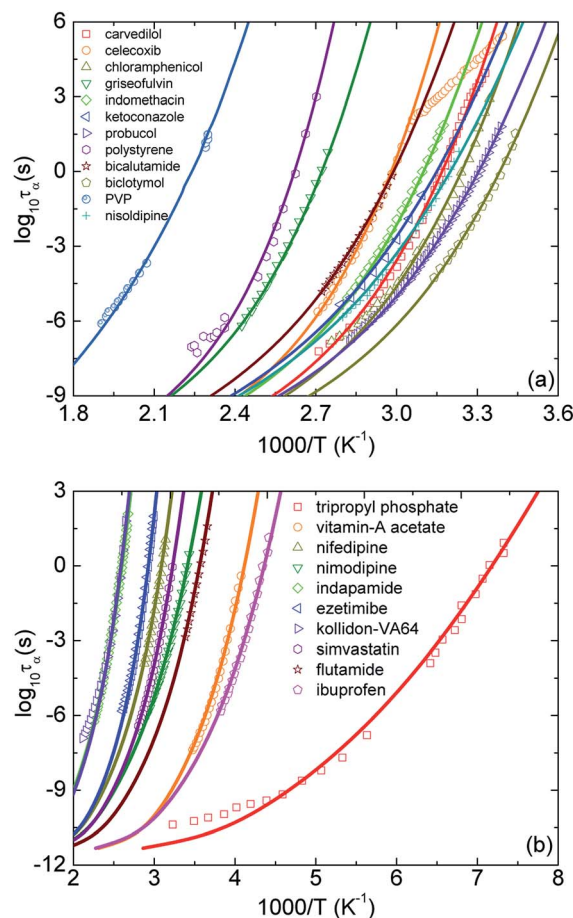 6
3
0
-3
-6
-9
log₁₀τα(s)
carvedilol
celecoxib
chloramphenicol
griseofulvin
indomethacin
ketoconazole
probucol
polystyrene
bicalutamide
biclotymol
PVP
nisoldipine
(a)
1.8 2.1 2.4 2.7 3.0 3.3 3.6
1000/T (K⁻¹)
3
0
-3
-6
-9
-12
log₁₀τα(s)
tripropyl phosphate
vitamin-A acetate
nifedipine
nimodipine
indapamide
ezetimibe
kollidon-VA64
simvastatin
flutamide
ibuprofen
(b)
2 3 4 5 6 7 8
1000/T (K⁻¹)